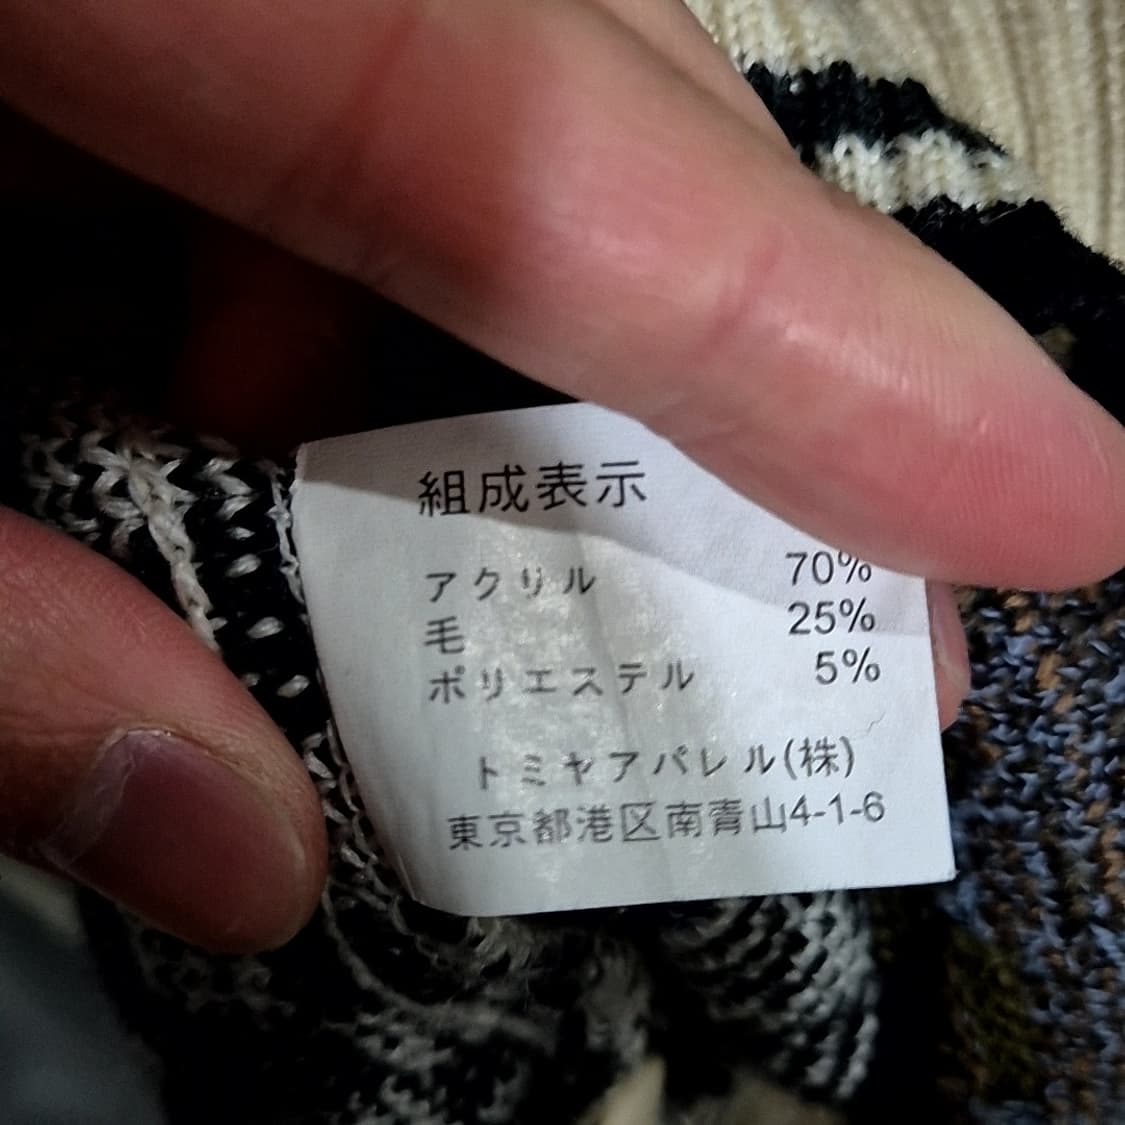 組成表示
アクリル 70%
毛 25%
ポリエステル 5%
トミヤアパレル(株)
東京都港区南青山4-1-6